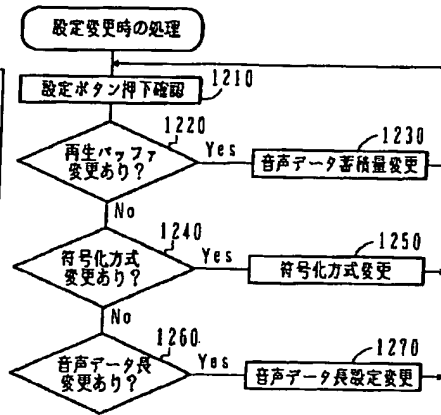 設定変更時の処理
設定ボタン押下確認
1210
再生バッファ
変更あり？
1220
Yes
音声データ蓄積量変更
1230
No
符号化方式
変更あり？
1240
Yes
符号化方式変更
1250
No
音声データ長
変更あり？
1260
Yes
音声データ長設定変更
1270